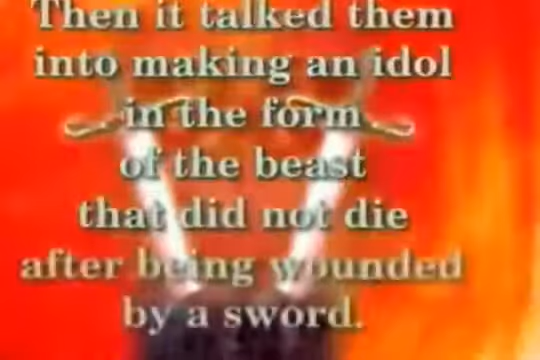 Then it talked them
into making an idol
in the form
of the beast
that did not die
after being wounded
by a sword.